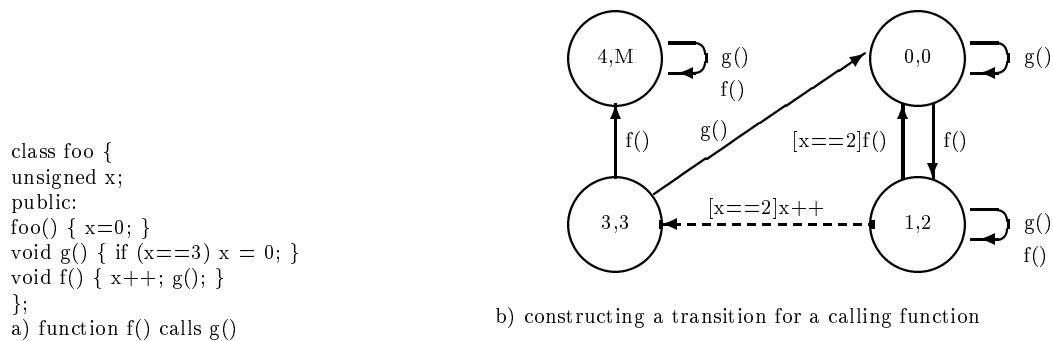 class foo {
unsigned x;
public:
foo() { x=0; }
void g() { if (x==3) x = 0; }
void f() { x++; g(); }
};
a) function f() calls g()
4,M
g()
f()
0,0
g()
f()
g()
[x==2]f()
f()
3,3
[x==2]x++
1,2
g()
f()
b) constructing a transition for a calling function